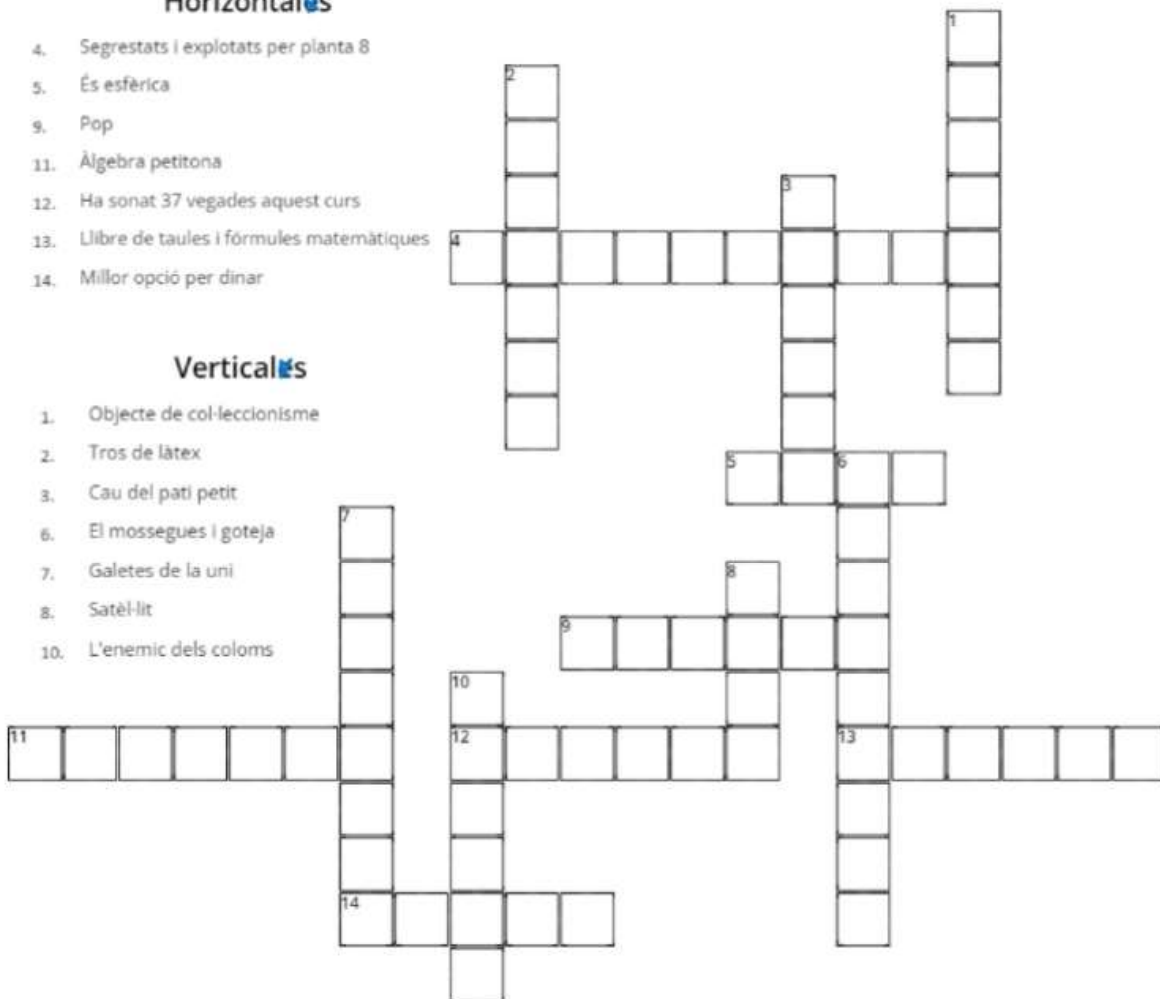 Horizontales
4. Segrestats i explotats per planta 8
5. És esfèrica
9. Pop
11. Àlgebra petitona
12. Ha sonat 37 vegades aquest curs
13. Llibre de taules i fórmules matemàtiques
14. Millor opció per dinar
Verticales
1. Objecte de col·leccionisme
2. Tros de làtex
3. Cau del pati petit
6. El mossegues i goteja
7. Galetes de la uni
8. Satèl·lit
10. L'enemic dels coloms
1
2
3
4
5
6
7
8
9
10
11
12
13
14